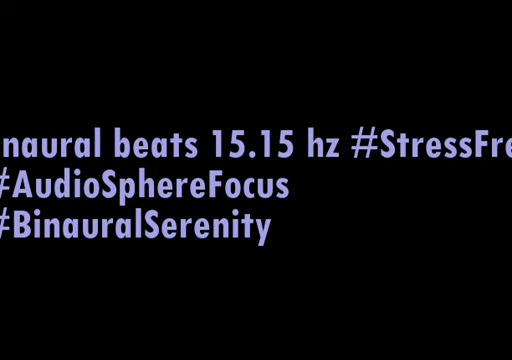 naural beats 15.15 hz #StressFre
#AudioSphereFocus
#BinauralSerenity